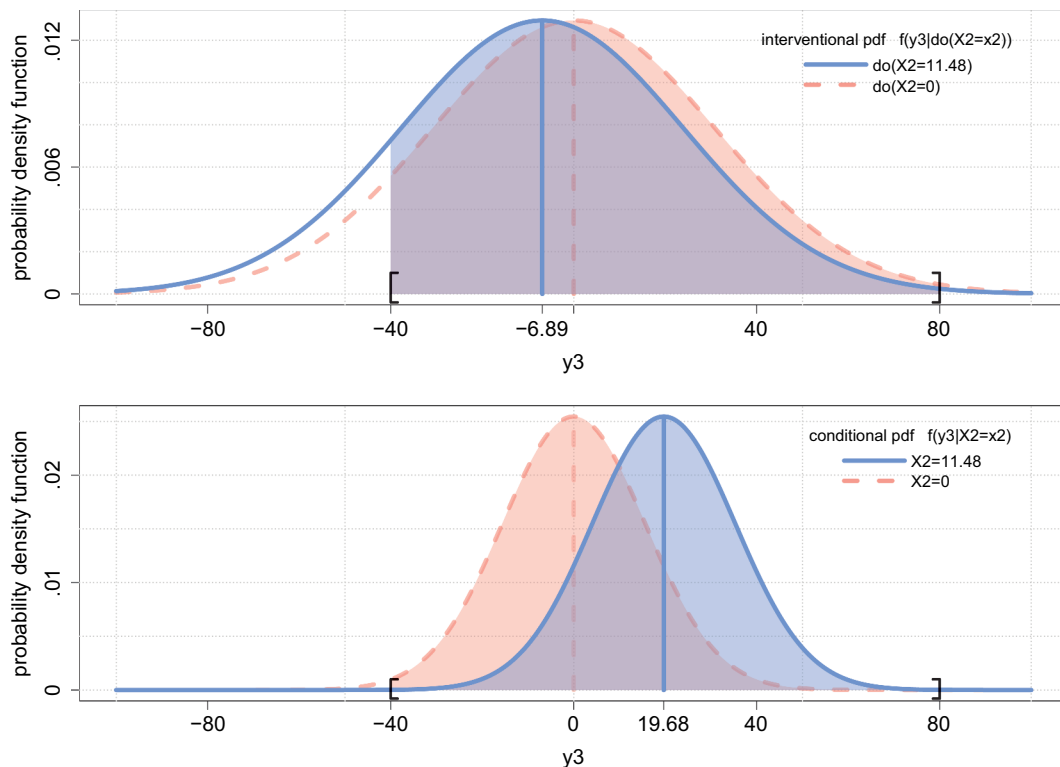 probability density function
.012
.006
0
interventional pdf f(y3|do(X2=x2))
do(X2=11.48)
do(X2=0)
−80
−40
−6.89
40
80
y3
probability density function
.02
.01
0
conditional pdf f(y3|X2=x2)
X2=11.48
X2=0
−80
−40
0
19.68
40
80
y3